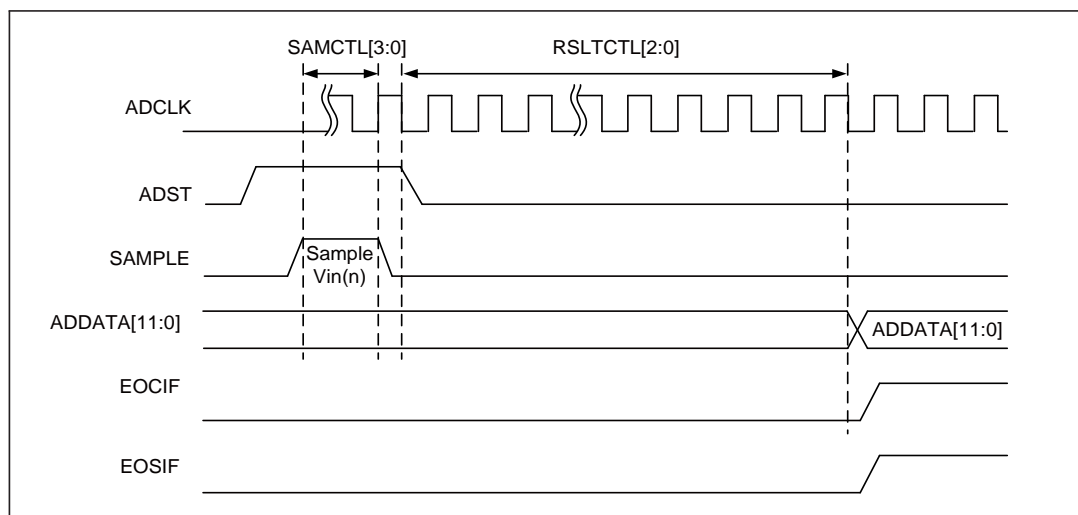 SAMCTL[3:0]
RSLTCTL[2:0]
ADCLK
ADST
SAMPLE
Sample
Vin(n)
ADDATA[11:0]
ADDATA[11:0]
EOCIF
EOSIF